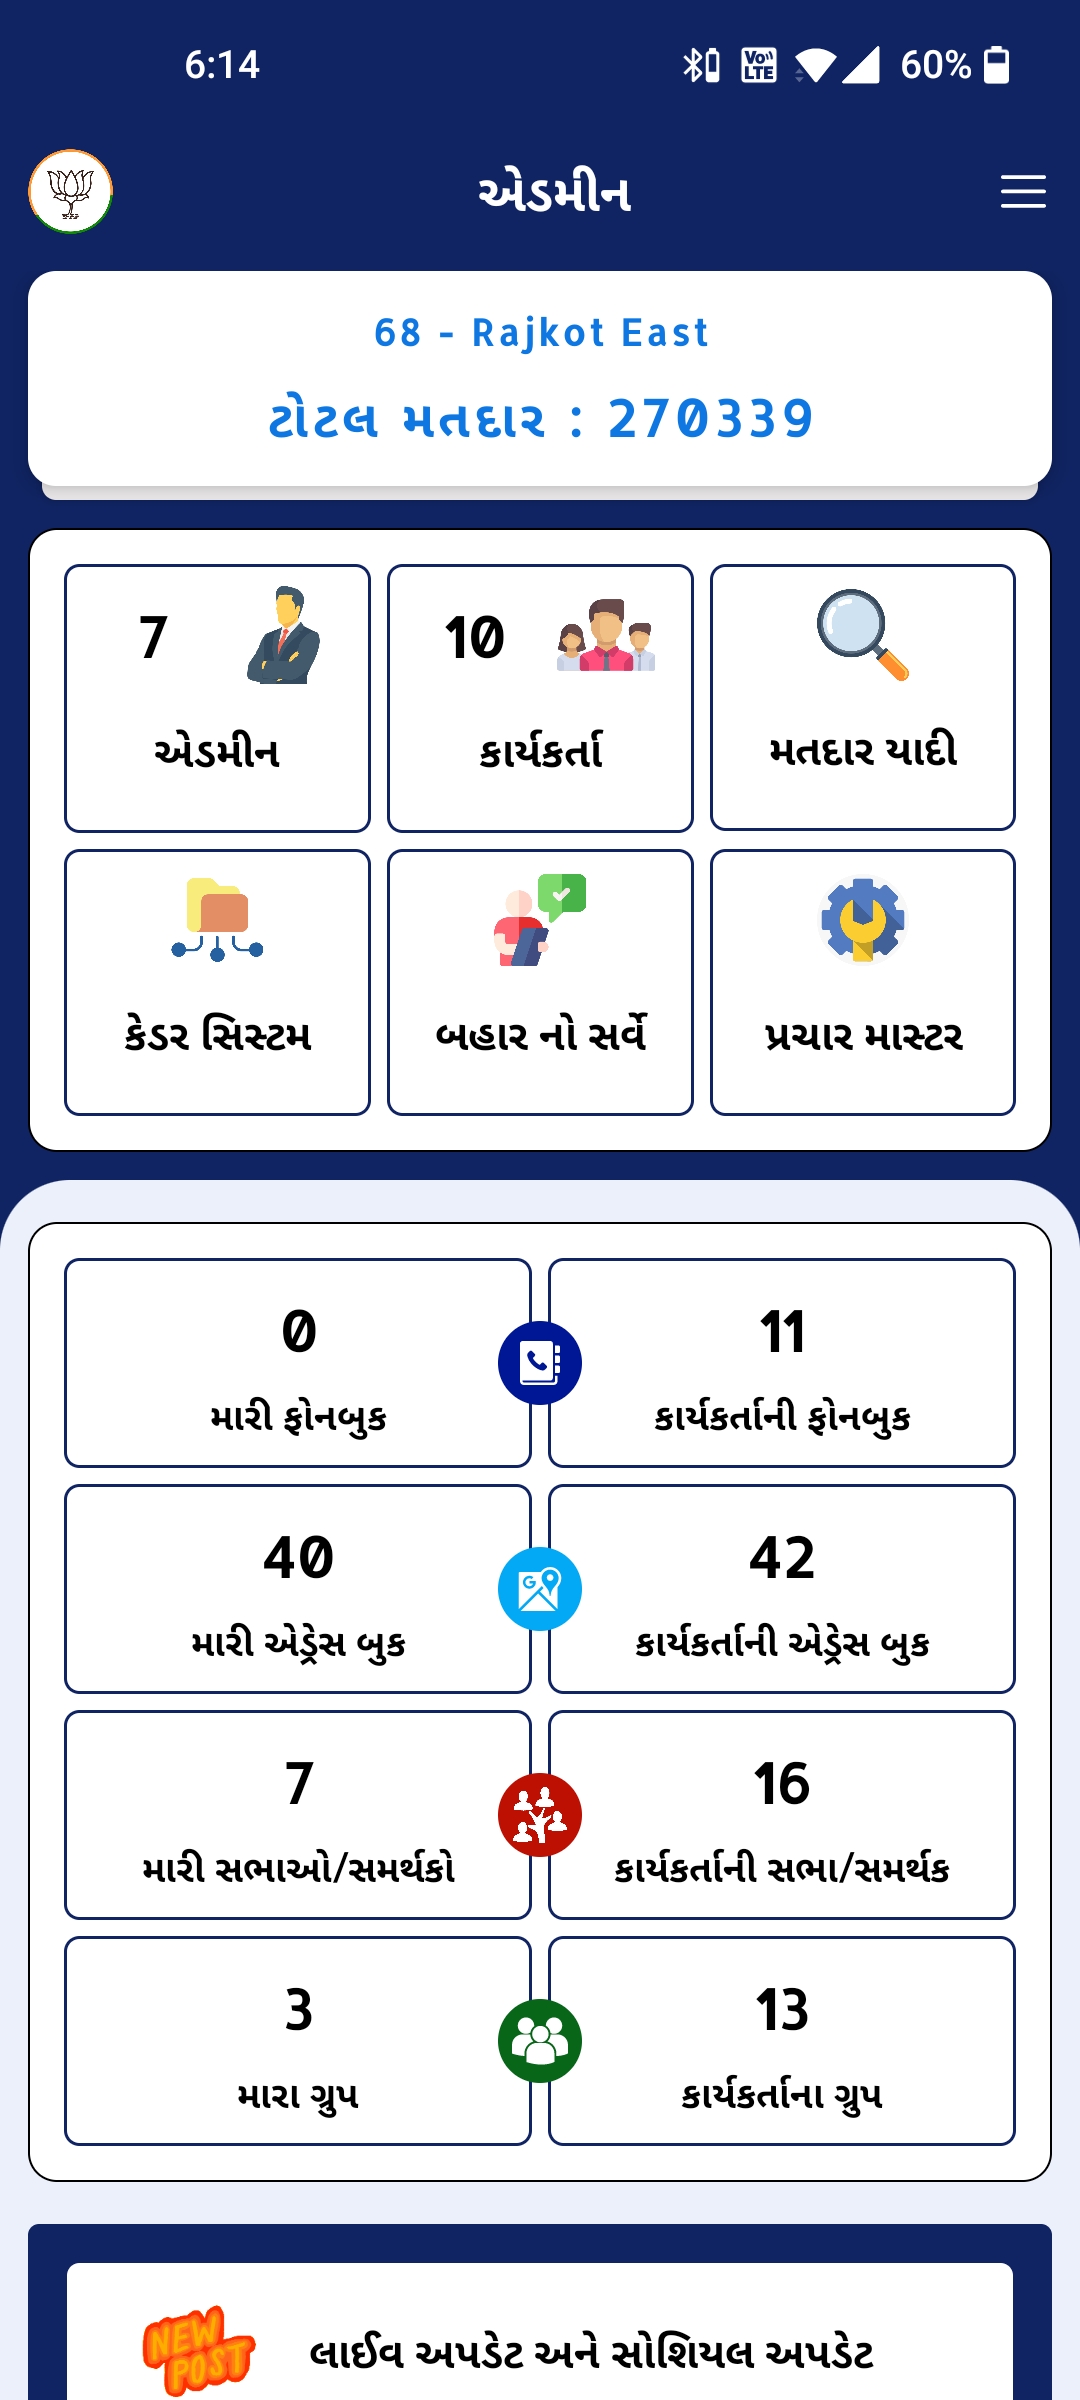 6:14
Vo)) LTE
60%
એડમીન
68 - Rajkot East
ટોટલ મતદાર : 270339
7
10
એડમીન
કાર્યકર્તા
મતદાર યાદી
કેડર સિસ્ટમ
બહાર નો સર્વે
પ્રચાર માસ્ટર
0
11
મારી ફોનબુક
કાર્યકર્તાની ફોનબુક
40
42
મારી એડ્રેસ બુક
કાર્યકર્તાની એડ્રેસ બુક
7
16
મારી સભાઓ/સમર્થકો
કાર્યકર્તાની સભા/સમર્થક
3
13
મારા ગ્રુપ
કાર્યકર્તાના ગ્રુપ
NEW POST
લાઈવ અપડેટ અને સોશિયલ અપડેટ